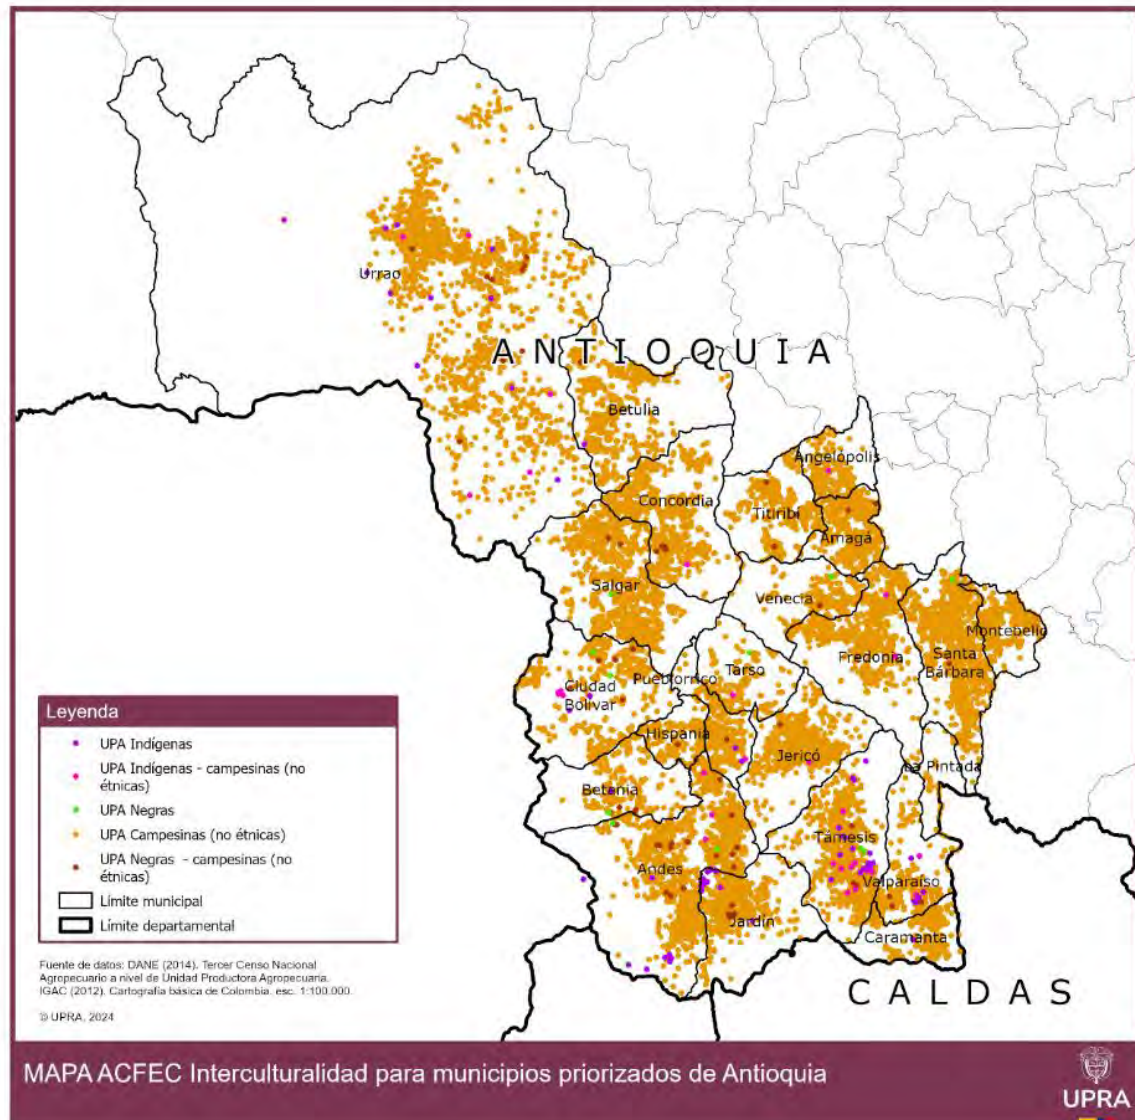 ANTIOQUIA
Urrao
Betulia
Angelópolis
Concordia
Titiribí
Amagá
Salgar
Venecia
Montebello
Fredonia
Santa
Bárbara
Tarso
Pueblorrico
Ciudad
Bolívar
Hispania
Jericó
La Pintada
Betania
Támesis
Andes
Valparaíso
Jardín
Caramanta
CALDAS
Leyenda
UPA Indígenas
UPA Indígenas - campesinas (no
étnicas)
UPA Negras
UPA Campesinas (no étnicas)
UPA Negras - campesinas (no
étnicas)
Límite municipal
Límite departamental
Fuente de datos: DANE (2014). Tercer Censo Nacional
Agropecuario a nivel de Unidad Productora Agropecuaria.
IGAC (2012). Cartografía básica de Colombia. esc. 1:100.000.
© UPRA, 2024
MAPA ACFEC Interculturalidad para municipios priorizados de Antioquia
UPRA